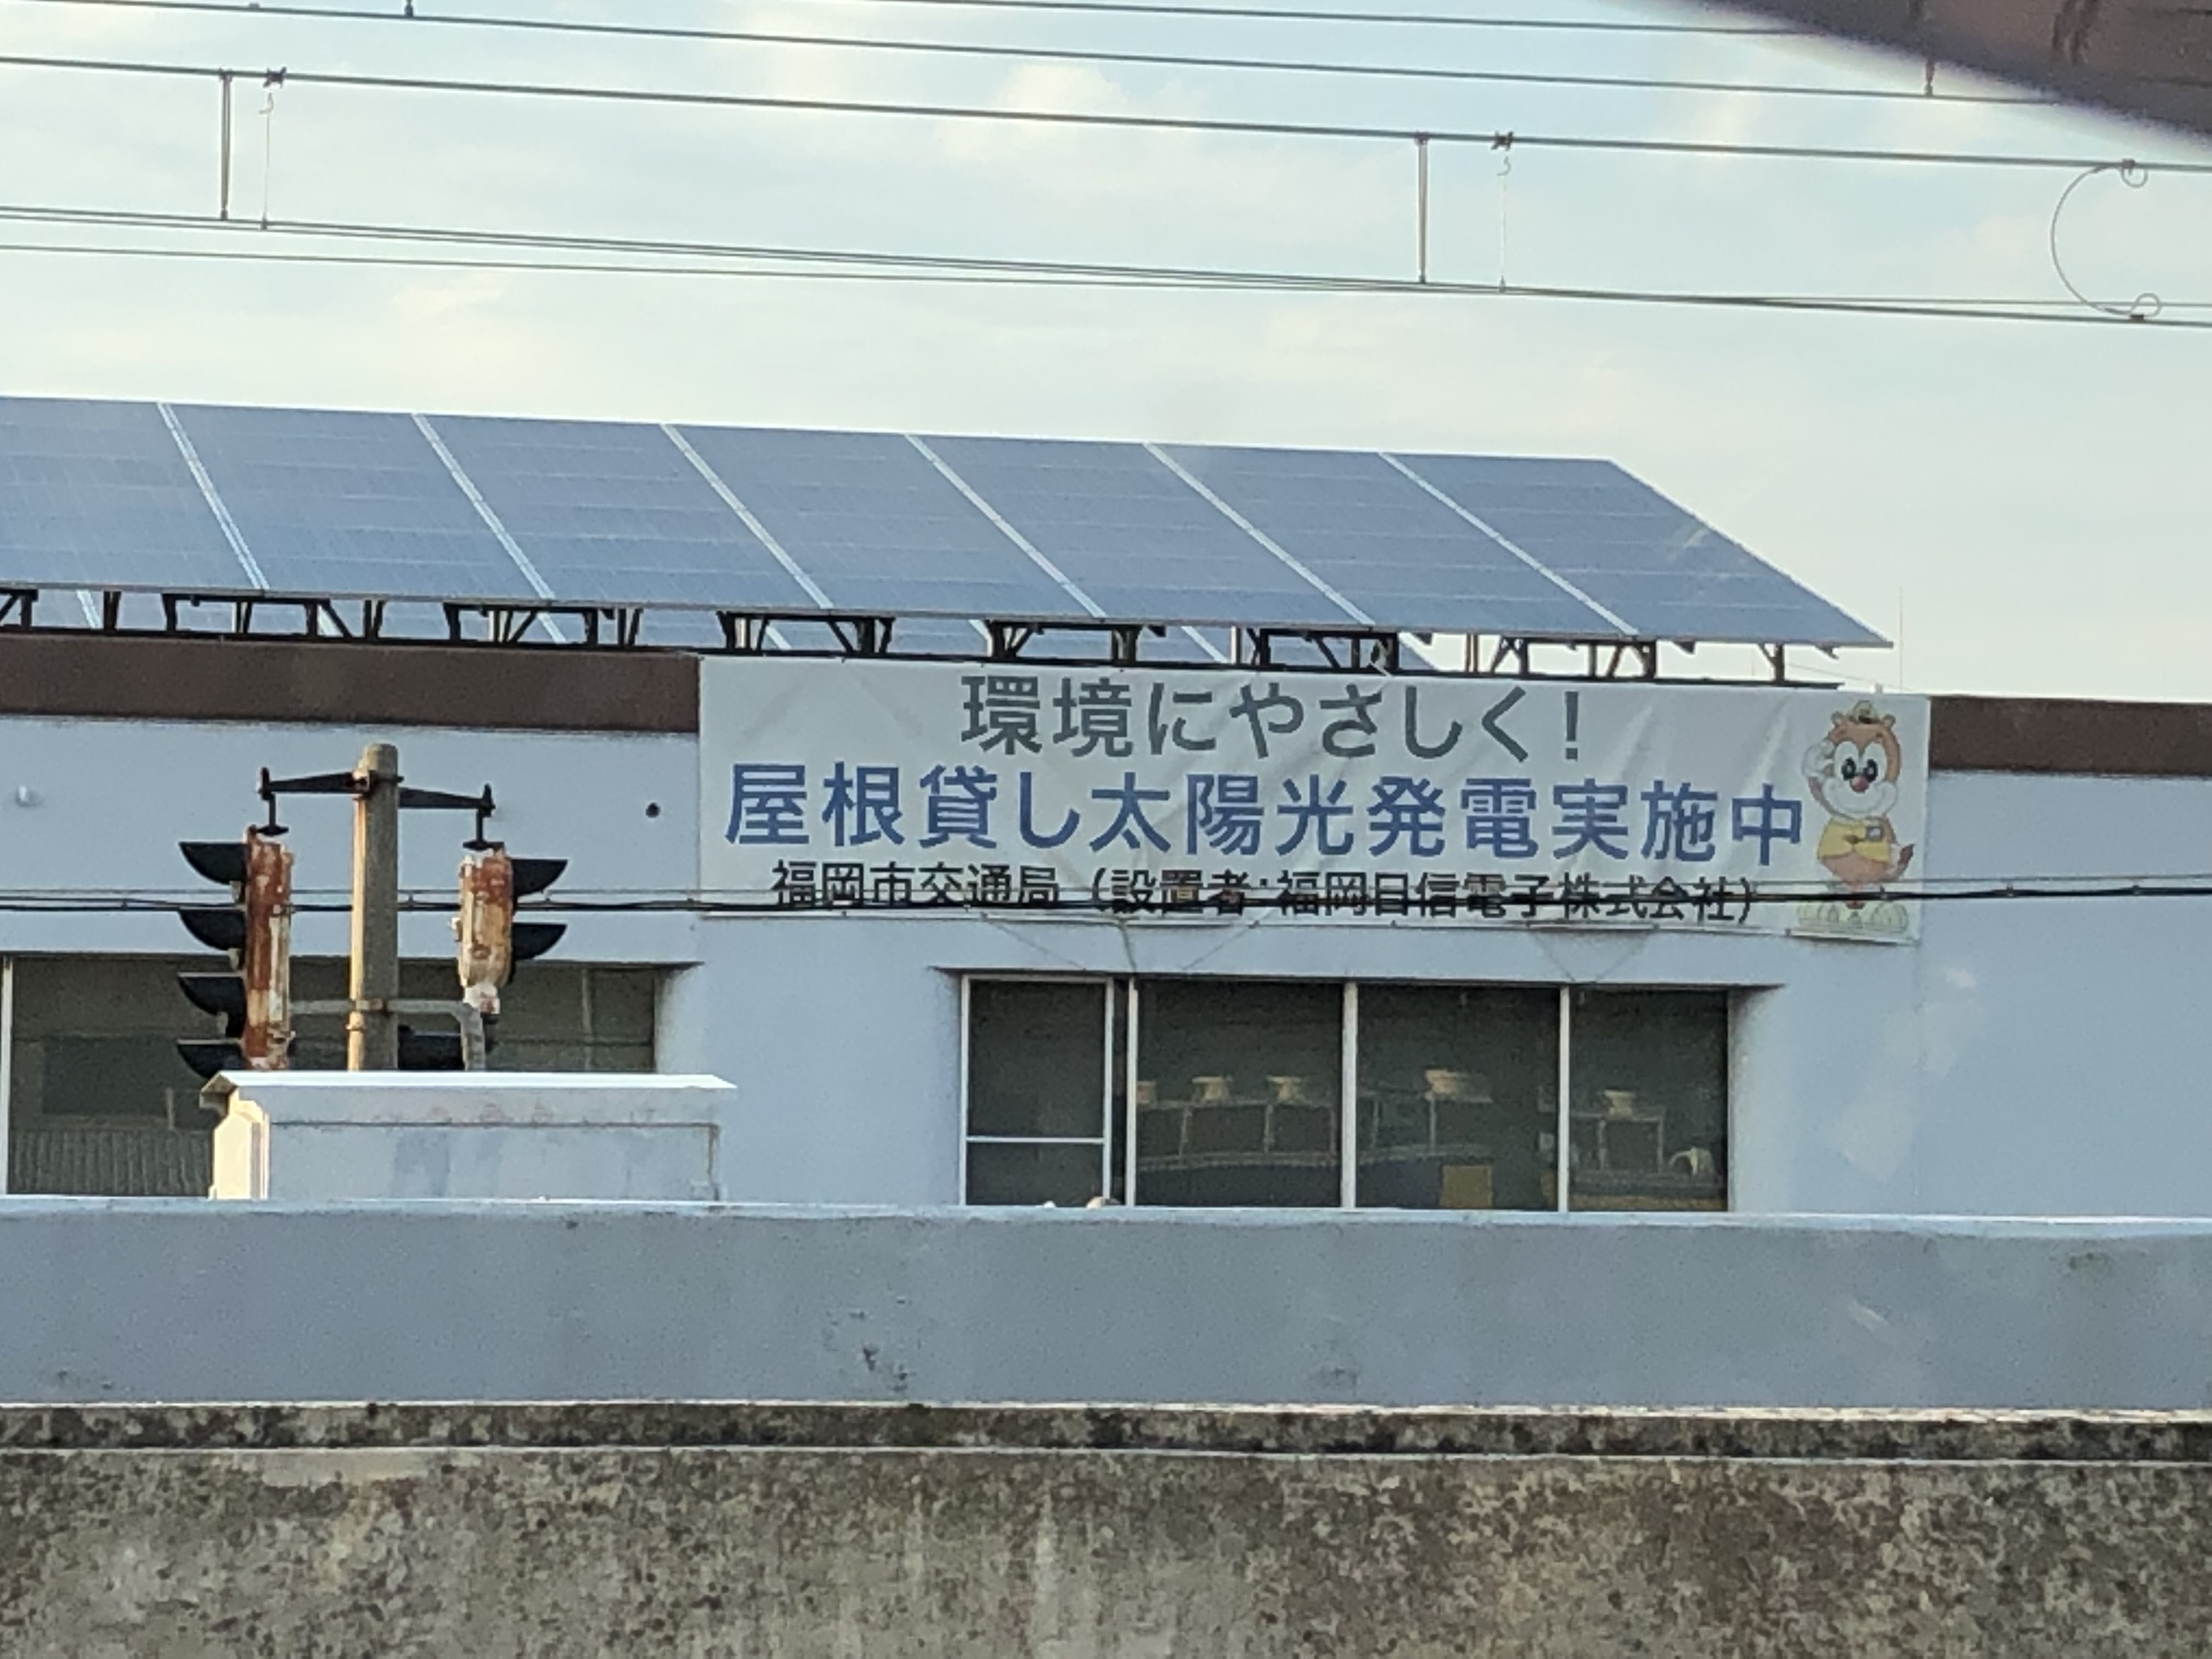 環境にやさしく!
屋根貸し太陽光発電実施中
福岡市交通局(設置者:福岡日信電子株式会社)